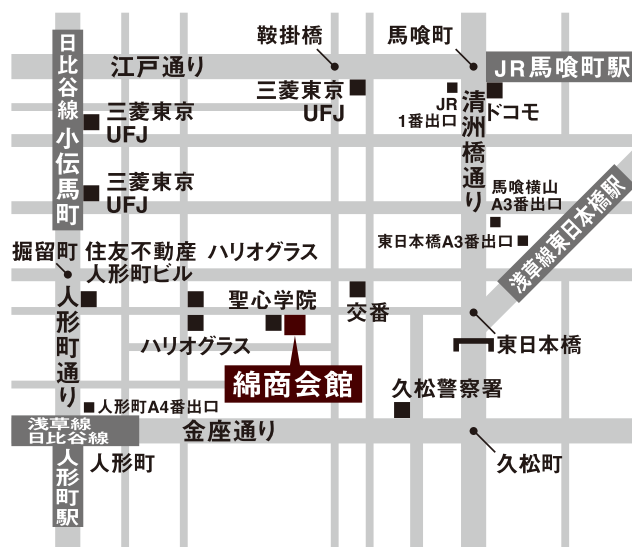 鞍掛橋
馬喰町
日比谷線 小伝馬町
江戸通り
JR馬喰町駅
三菱東京
UFJ
三菱東京
UFJ
JR
1番出口
ドコモ
清洲橋通り
三菱東京
UFJ
馬喰横山
A3番出口
東日本橋A3番出口
浅草線東日本橋駅
掘留町
住友不動産
人形町ビル
ハリオグラス
人形町通り
聖心学院
交番
ハリオグラス
東日本橋
綿商会館
久松警察署
人形町A4番出口
浅草線
日比谷線
金座通り
人形町駅
人形町
久松町